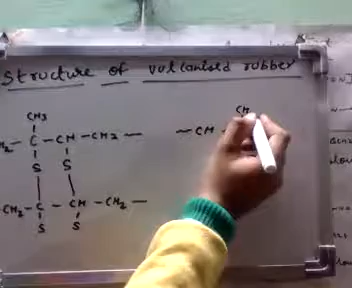 Structure of vulcanised rubber
CH3 CH
- C - CH - CH2 - - CH
S S
CH2 - C - CH - CH2 -
S S